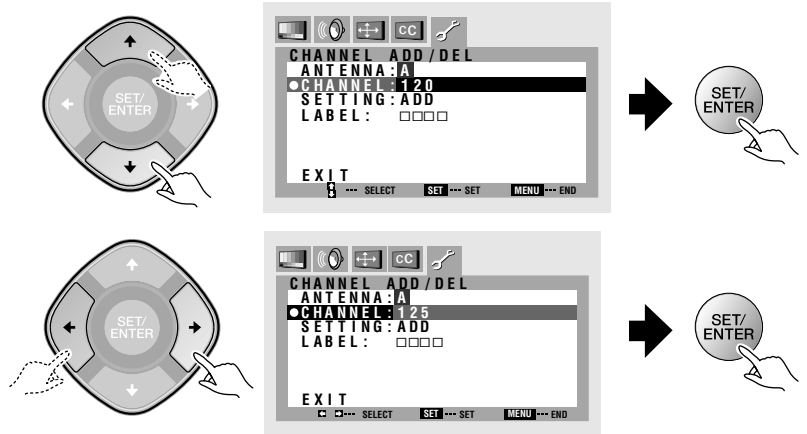 SET/
ENTER
CC
CHANNEL ADD/DEL
ANTENNA:A
●CHANNEL:120
SETTING:ADD
LABEL: □□□□
EXIT
--- SELECT SET --- SET MENU --- END
SET/
ENTER
SET/
ENTER
CC
CHANNEL ADD/DEL
ANTENNA:A
●CHANNEL:125
SETTING:ADD
LABEL: □□□□
EXIT
--- SELECT SET --- SET MENU --- END
SET/
ENTER